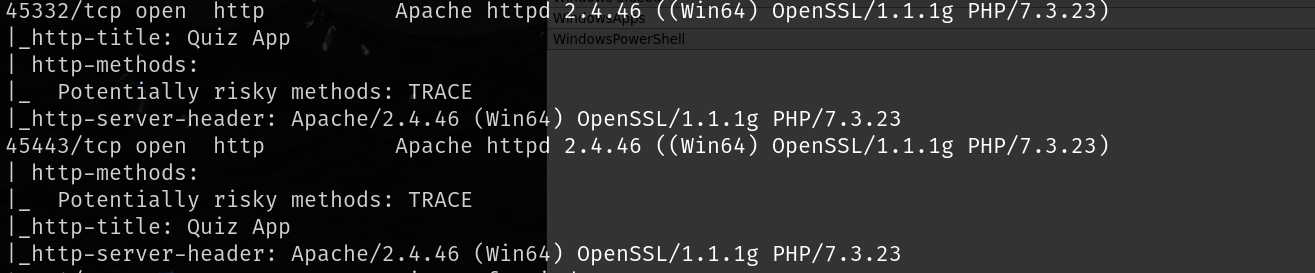 45332/tcp open  http         Apache httpd 2.4.46 ((Win64) OpenSSL/1.1.1g PHP/7.3.23)
WindowsApps
|_http-title: Quiz App
WindowsPowerShell
| http-methods:
|_  Potentially risky methods: TRACE
|_http-server-header: Apache/2.4.46 (Win64) OpenSSL/1.1.1g PHP/7.3.23
45443/tcp open  http         Apache httpd 2.4.46 ((Win64) OpenSSL/1.1.1g PHP/7.3.23)
| http-methods:
|_  Potentially risky methods: TRACE
|_http-title: Quiz App
|_http-server-header: Apache/2.4.46 (Win64) OpenSSL/1.1.1g PHP/7.3.23